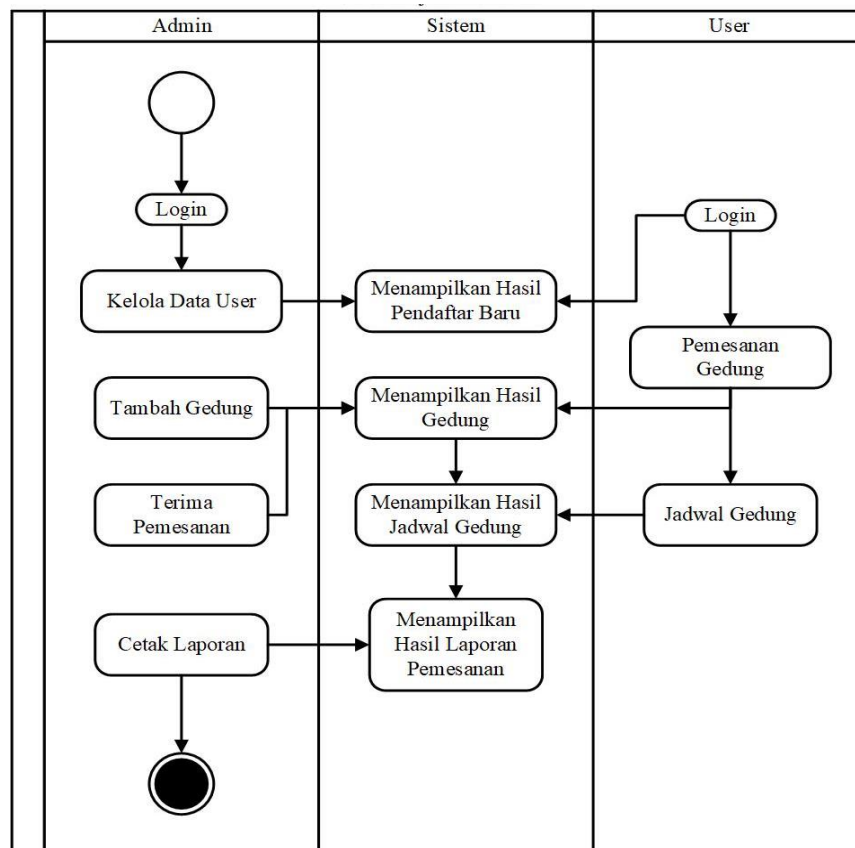 Admin
Sistem
User
Login
Login
Kelola Data User
Menampilkan Hasil
Pendaftar Baru
Pemesanan
Gedung
Tambah Gedung
Menampilkan Hasil
Gedung
Terima
Pemesanan
Menampilkan Hasil
Jadwal Gedung
Jadwal Gedung
Cetak Laporan
Menampilkan
Hasil Laporan
Pemesanan